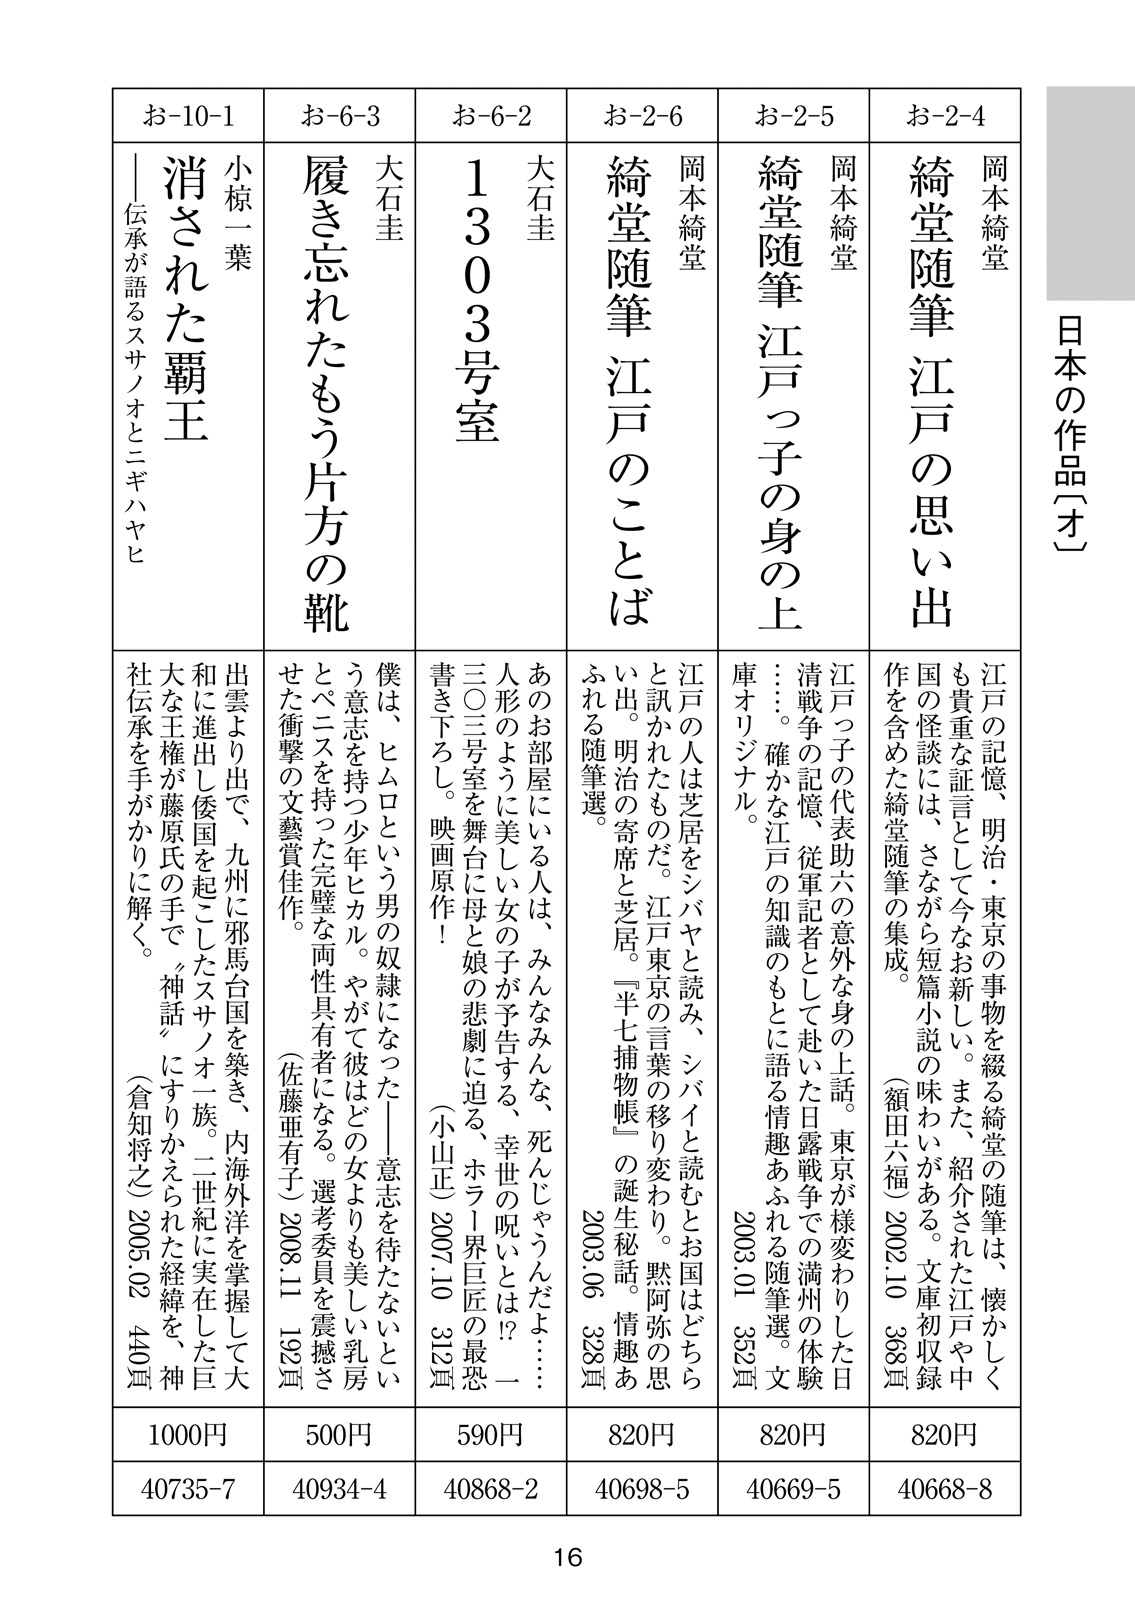 日本の作品〔オ〕
お-2-4
岡本綺堂
綺堂随筆 江戸の思い出
江戸の記憶、明治・東京の事物を綴る綺堂の随筆は、懐かしく
も貴重な証言として今なお新しい。また、紹介された江戸や中
国の怪談には、さながら短篇小説の味わいがある。文庫初収録
作を含めた綺堂随筆の集成。 （額田六福）2002.10 368頁
820円
40668-8
お-2-5
岡本綺堂
綺堂随筆 江戸っ子の身の上
江戸っ子の代表助六の意外な身の上話。東京が様変わりした日
清戦争の記憶、従軍記者として赴いた日露戦争での満州の体験
……。確かな江戸の知識のもとに語る情趣あふれる随筆選。文
庫オリジナル。 2003.01 352頁
820円
40669-5
お-2-6
岡本綺堂
綺堂随筆 江戸のことば
江戸の人は芝居をシバヤと読み、シバイと読むとお国はどちら
と訊かれたものだ。江戸東京の言葉の移り変わり。黙阿弥の思
い出。明治の寄席と芝居。『半七捕物帳』の誕生秘話。情趣あ
ふれる随筆選。 2003.06 328頁
820円
40698-5
お-6-2
大石圭
１３０３号室
あのお部屋にいる人は、みんなみんな、死んじゃうんだよ……
人形のように美しい女の子が予告する、幸世の呪いとは!? 一
三〇三号室を舞台に母と娘の悲劇に迫る、ホラー界巨匠の最恐
書き下ろし。映画原作！ （小山正）2007.10 312頁
590円
40868-2
お-6-3
大石圭
履き忘れたもう片方の靴
僕は、ヒムロという男の奴隷になった――意志を待たないとい
う意志を持つ少年ヒカル。やがて彼はどの女よりも美しい乳房
とペニスを持った完璧な両性具有者になる。選考委員を震撼さ
せた衝撃の文藝賞佳作。 （佐藤亜有子）2008.11 192頁
500円
40934-4
お-10-1
小椋一葉
消された覇王
――伝承が語るスサノオとニギハヤヒ
出雲より出で、九州に邪馬台国を築き、内海外洋を掌握して大
和に進出し倭国を起こしたスサノオ一族。二世紀に実在した巨
大な王権が藤原氏の手で〝神話〟にすりかえられた経緯を、神
社伝承を手がかりに解く。 （倉知将之）2005.02 440頁
1000円
40735-7
16